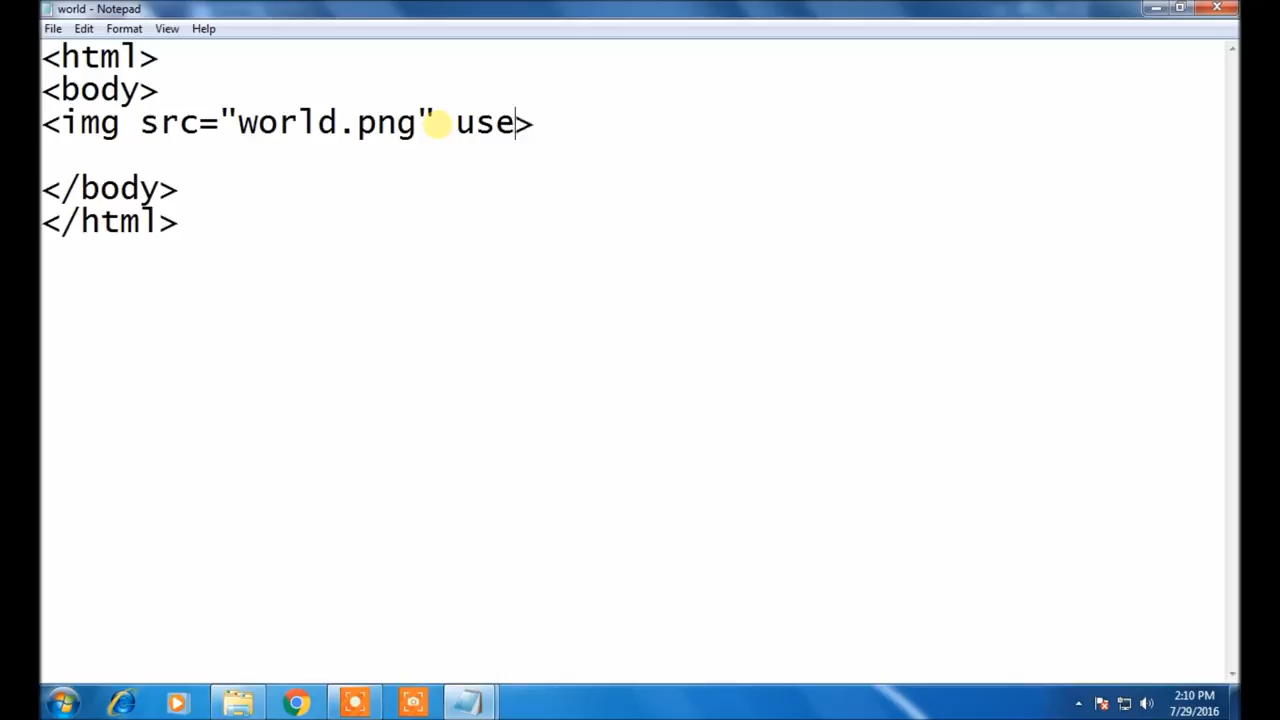 world - Notepad
File Edit Format View Help
<html>
<body>
<img src="world.png" use>
</body>
</html>
2:10 PM
7/29/2016